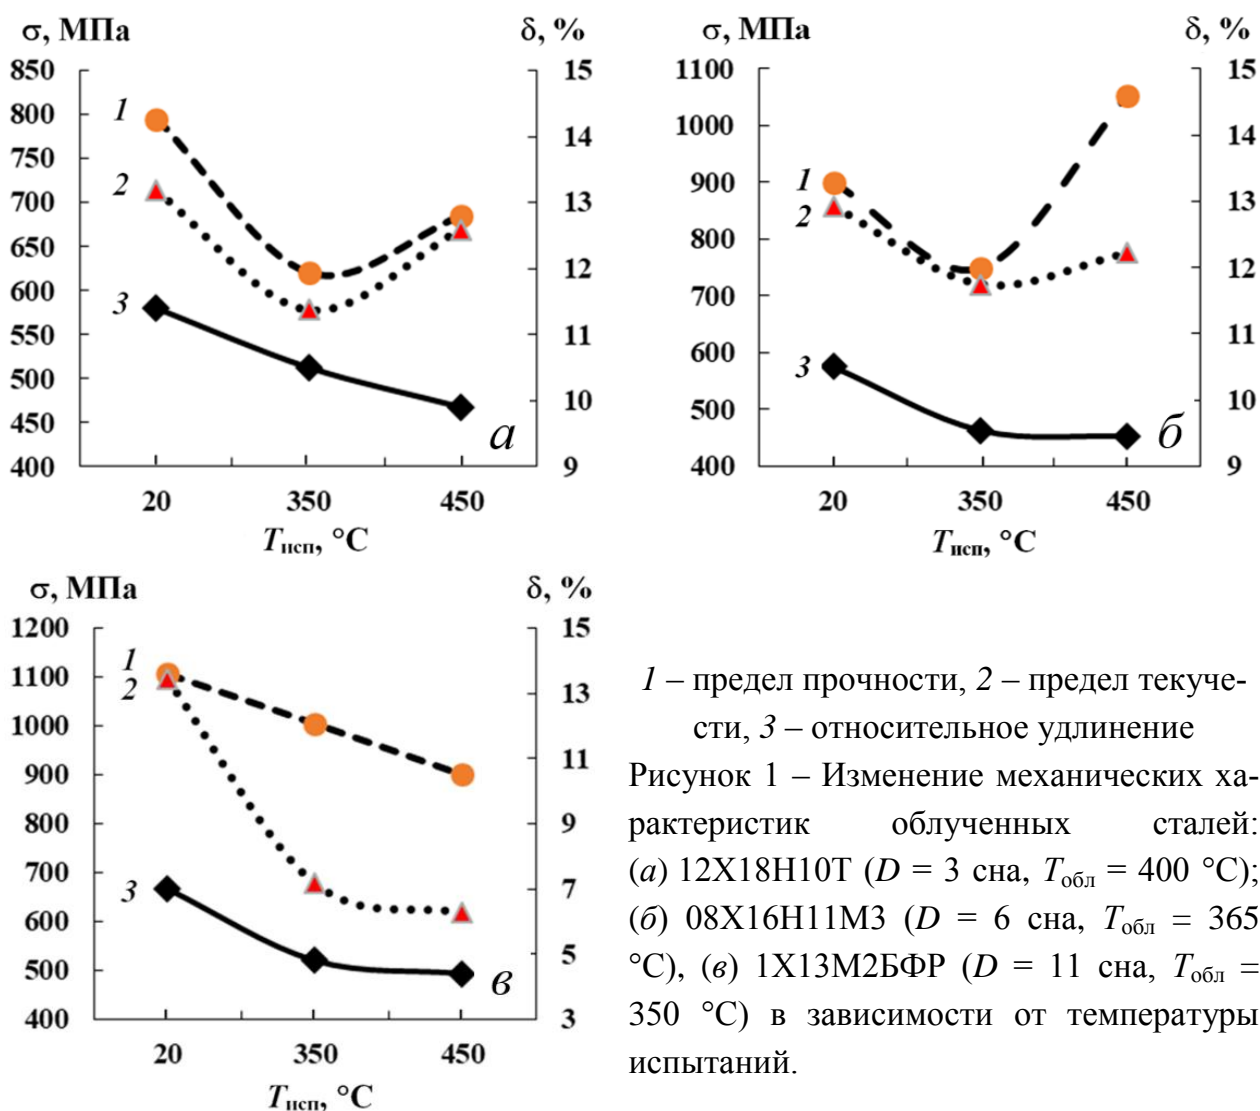 σ, МПа δ, %
850 15
800 14
750
700 13
650 12
600
550 11
500 10
450
400 9
1
2
3
а
20 350 450
Tисп, °C
σ, МПа δ, %
1100 15
1000 14
900 13
800 12
700
600 11
500 10
400 9
1
2
3
б
20 350 450
Tисп, °C
σ, МПа δ, %
1200 15
1100 13
1000
900 11
800 9
700 7
600
500 5
400 3
1
2
3
в
20 350 450
Tисп, °C
1 – предел прочности, 2 – предел текуче-
сти, 3 – относительное удлинение
Рисунок 1 – Изменение механических ха-
рактеристик облученных сталей:
(а) 12Х18Н10Т (D = 3 сна, Tобл = 400 °C);
(б) 08Х16Н11М3 (D = 6 сна, Tобл = 365
°C), (в) 1Х13М2БФР (D = 11 сна, Tобл =
350 °C) в зависимости от температуры
испытаний.